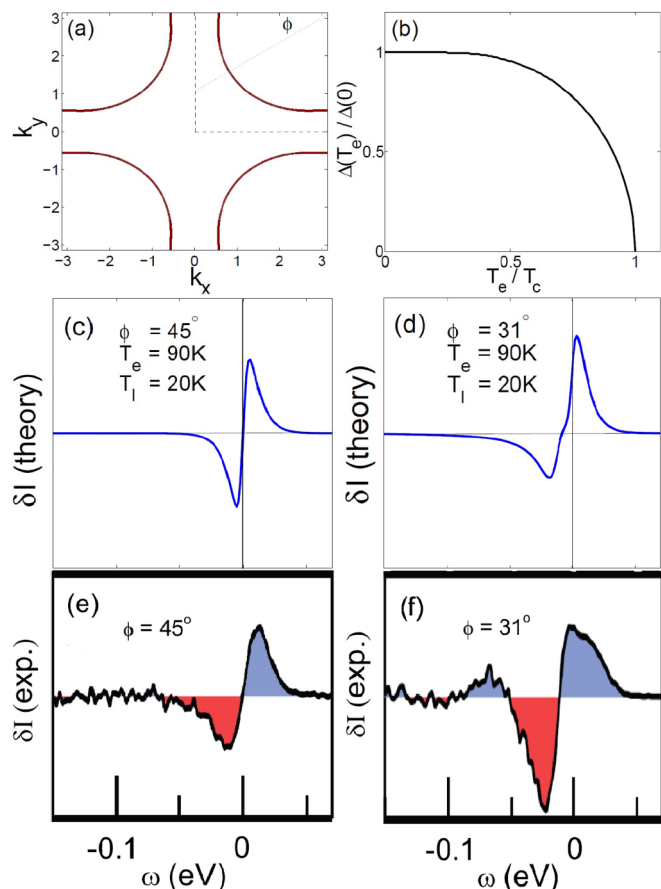 (a)
ϕ
3
2
1
0
-1
-2
-3
k_y
-3 -2 -1 0 1 2 3
k_x
(b)
1
0.5
0
Δ(T_e) / Δ(0)
0 0.5 1
T_e / T_c
(c)
ϕ = 45°
T_e = 90K
T_l = 20K
δI (theory)
(d)
ϕ = 31°
T_e = 90K
T_l = 20K
δI (theory)
(e)
ϕ = 45°
δI (exp.)
-0.1 0
ω (eV)
(f)
ϕ = 31°
δI (exp.)
-0.1 0
ω (eV)